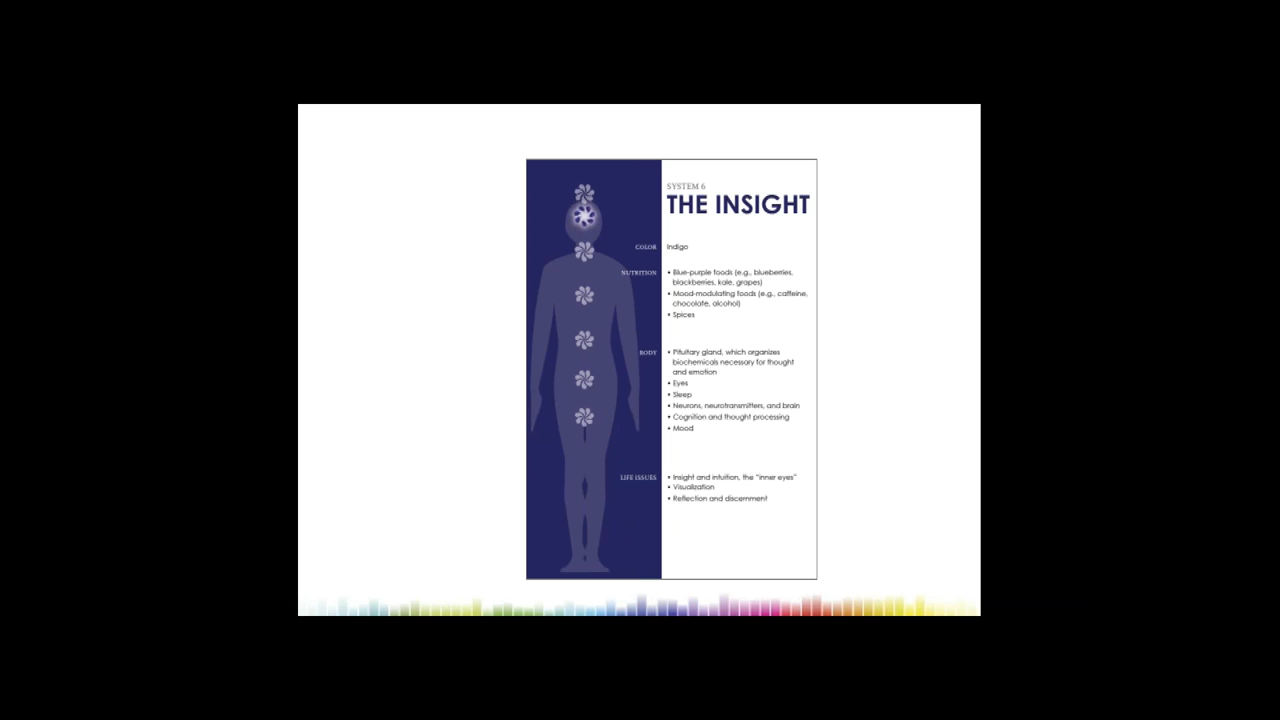 SYSTEM 6
THE INSIGHT
COLOR Indigo
NUTRITION • Blue-purple foods (e.g., blueberries,
blackberries, kale, grapes)
• Mood-modulating foods (e.g., caffeine,
chocolate, alcohol)
• Spices
BODY • Pituitary gland, which organizes
biochemicals necessary for thought
and emotion
• Eyes
• Sleep
• Neurons, neurotransmitters, and brain
• Cognition and thought processing
• Mood
LIFE ISSUES • Insight and intuition, the "inner eyes"
• Visualization
• Reflection and discernment